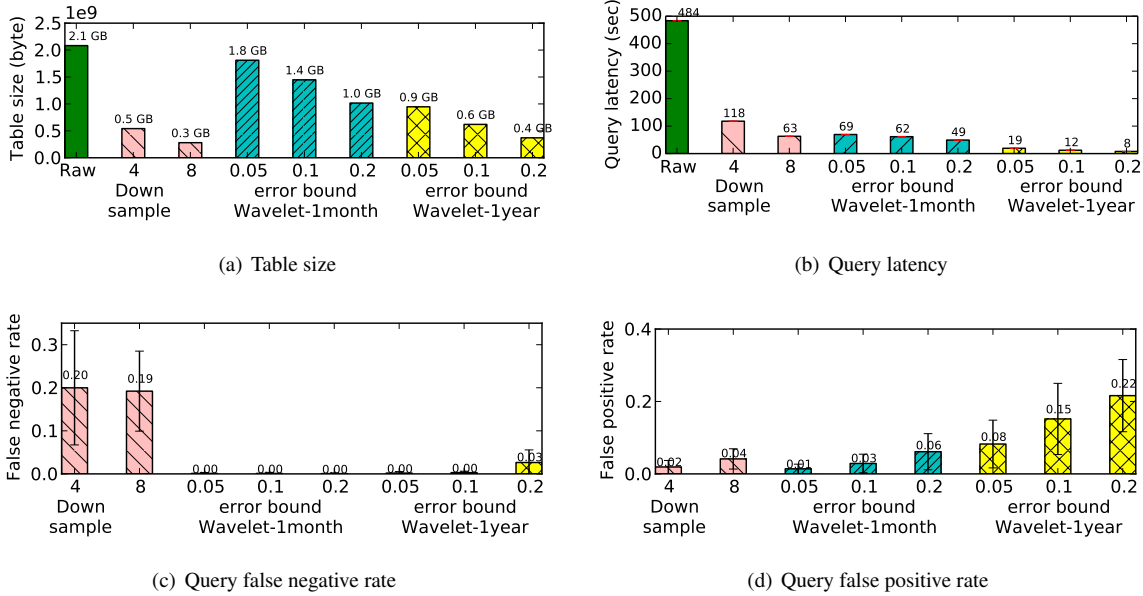 1e9
Table size (byte)
2.5
2.0
1.5
1.0
0.5
0.0
2.1 GB
0.5 GB
0.3 GB
1.8 GB
1.4 GB
1.0 GB
0.9 GB
0.6 GB
0.4 GB
Raw 4 8 0.05 0.1 0.2 0.05 0.1 0.2
Down error bound error bound
sample Wavelet-1month Wavelet-1year
(a) Table size
Query latency (sec)
500
400
300
200
100
0
484
118
63
69
62
49
19
12
8
Raw 4 8 0.05 0.1 0.2 0.05 0.1 0.2
Down error bound error bound
sample Wavelet-1month Wavelet-1year
(b) Query latency
False negative rate
0.3
0.2
0.1
0.0
0.20
0.19
0.00
0.00
0.00
0.00
0.00
0.03
4 8 0.05 0.1 0.2 0.05 0.1 0.2
Down error bound error bound
sample Wavelet-1month Wavelet-1year
(c) Query false negative rate
False positive rate
0.4
0.2
0.0
0.02
0.04
0.01
0.03
0.06
0.08
0.15
0.22
4 8 0.05 0.1 0.2 0.05 0.1 0.2
Down error bound error bound
sample Wavelet-1month Wavelet-1year
(d) Query false positive rate